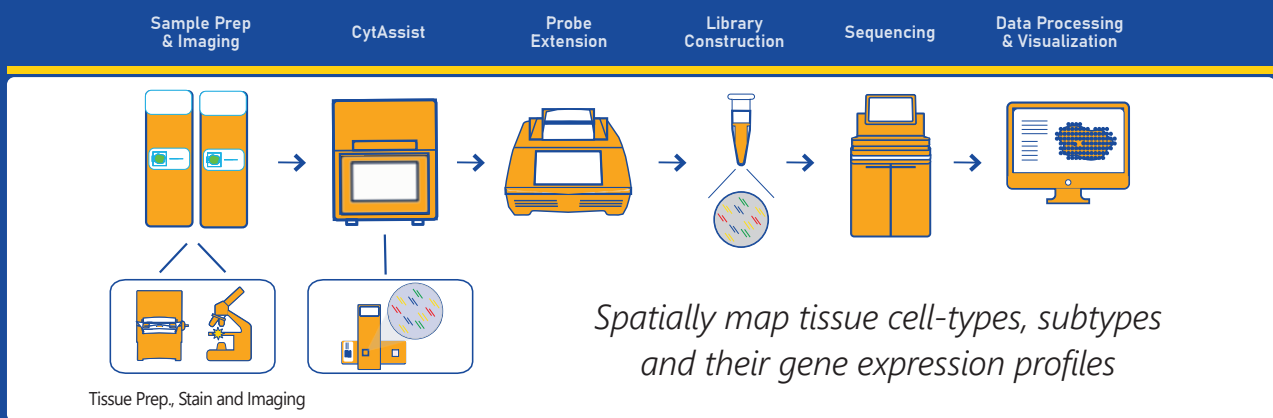 Sample Prep
& Imaging
CytAssist
Probe
Extension
Library
Construction
Sequencing
Data Processing
& Visualization
Spatially map tissue cell-types, subtypes
and their gene expression profiles
Tissue Prep., Stain and Imaging